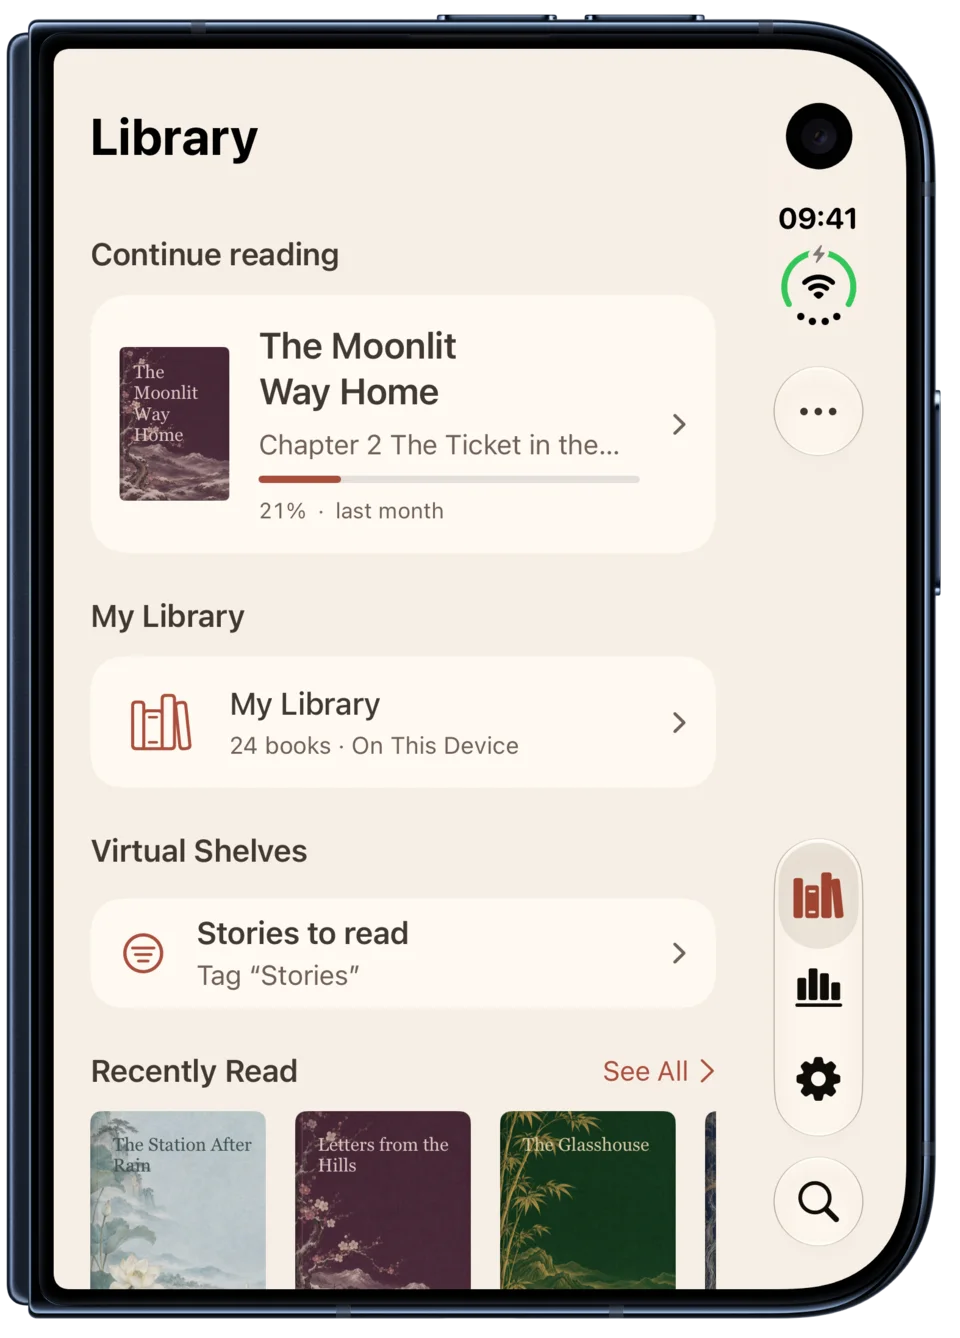 Library
09:41
Continue reading
The
Moonlit
Way
Home
The Moonlit
Way Home
Chapter 2 The Ticket in the...
21% · last month
My Library
My Library
24 books · On This Device
Virtual Shelves
Stories to read
Tag “Stories”
Recently Read
See All
The Station After
Rain
Letters from the
Hills
The Glasshouse